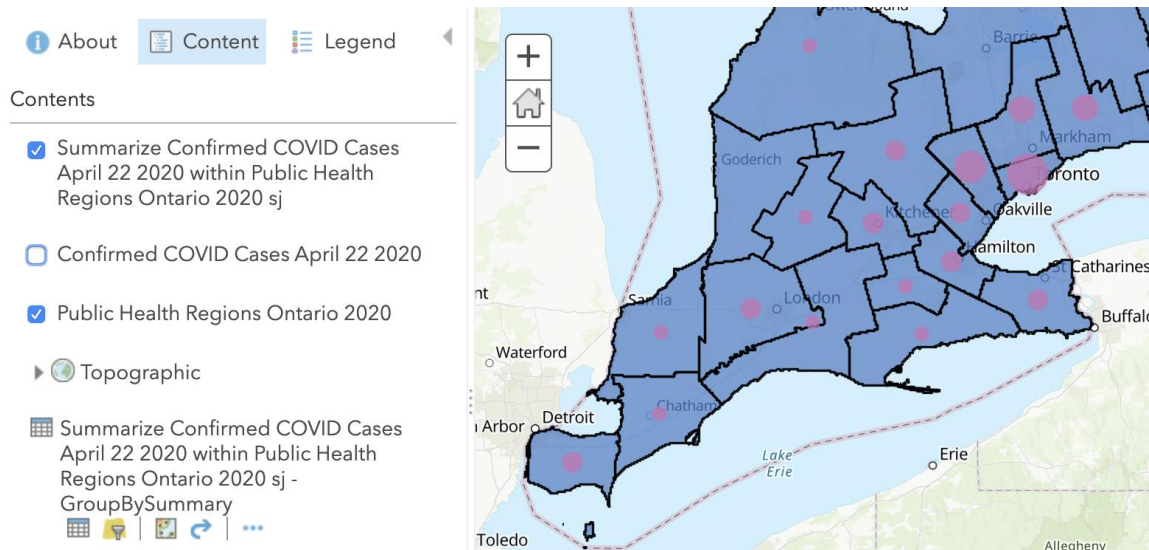 About
Content
Legend
Contents
Summarize Confirmed COVID Cases
April 22 2020 within Public Health
Regions Ontario 2020 sj
Confirmed COVID Cases April 22 2020
Public Health Regions Ontario 2020
Topographic
Summarize Confirmed COVID Cases
April 22 2020 within Public Health
Regions Ontario 2020 sj -
GroupBySummary
+
−
Barrie
Goderich
Markham
Toronto
Kitchener
Oakville
Hamilton
St Catharines
nt
Sarnia
London
Buffalo
Waterford
Chatham
Detroit
n Arbor
Lake
Erie
Erie
Toledo
Allegheny